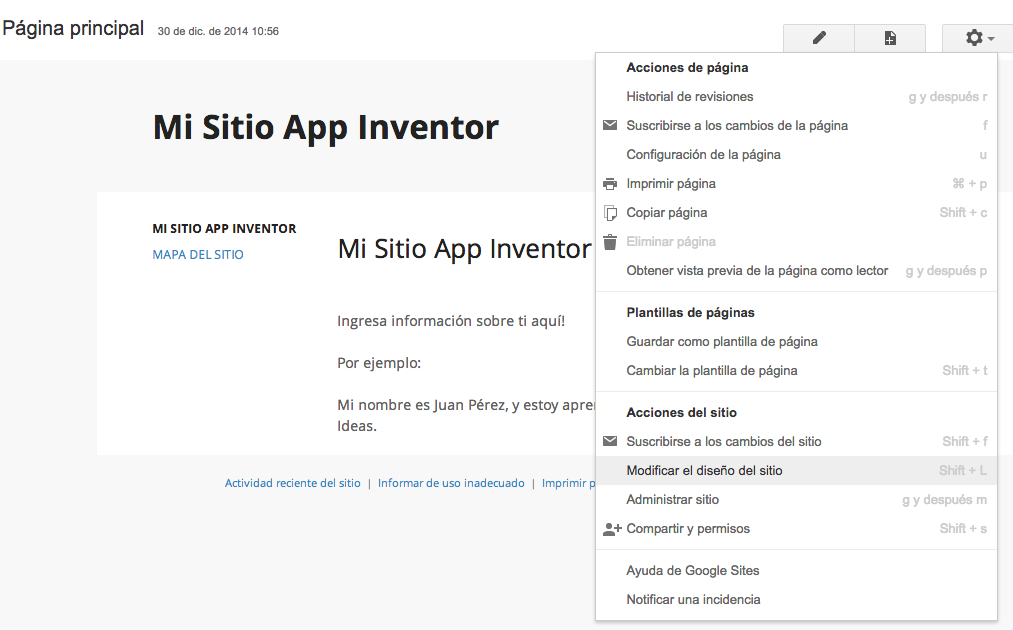 Página principal 30 de dic. de 2014 10:56
Mi Sitio App Inventor
MI SITIO APP INVENTOR
MAPA DEL SITIO
Mi Sitio App Inventor
Ingresa información sobre ti aquí!
Por ejemplo:
Mi nombre es Juan Pérez, y estoy
Ideas.
Actividad reciente del sitio | Informar de uso inadecuado | Imprimir
Acciones de página
Historial de revisiones g y después r
Suscribirse a los cambios de la página f
Configuración de la página u
Imprimir página ⌘ + p
Copiar página Shift + c
Eliminar página
Obtener vista previa de la página como lector g y después p
Plantillas de páginas
Guardar como plantilla de página
Cambiar la plantilla de página Shift + t
Acciones del sitio
Suscribirse a los cambios del sitio Shift + f
Modificar el diseño del sitio Shift + L
Administrar sitio g y después m
Compartir y permisos Shift + s
Ayuda de Google Sites
Notificar una incidencia